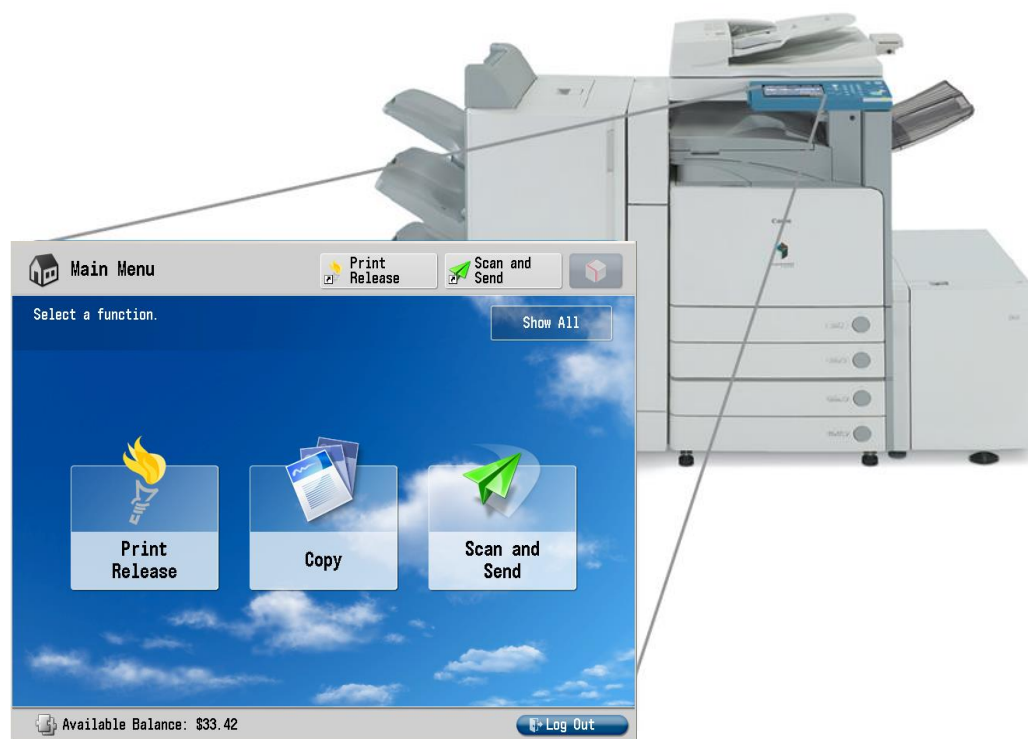 Canon
Main Menu
Print
Release
Scan and
Send
Select a function.
Show All
Print
Release
Copy
Scan and
Send
Available Balance: $33.42
Log Out